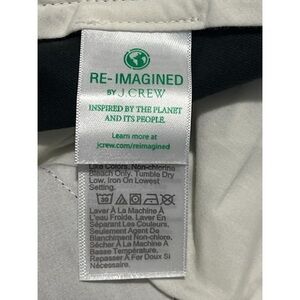 RE-IMAGINED
BY J.CREW
INSPIRED BY THE PLANET
AND ITS PEOPLE.
Learn more at
jcrew.com/reimagined
Like Colors. Non-chlorine
Bleach Only. Tumble Dry
Low, Iron On Lowest
Setting.
30
Laver À La Machine À
L'eau Froide. Laver En
Séparant Les Couleurs,
Seulement Agent De
Blanchiment Non-chlore.
Sécher À La Machine À
Basse Température.
Repasser À Fer Doux Si
Nécessaire.